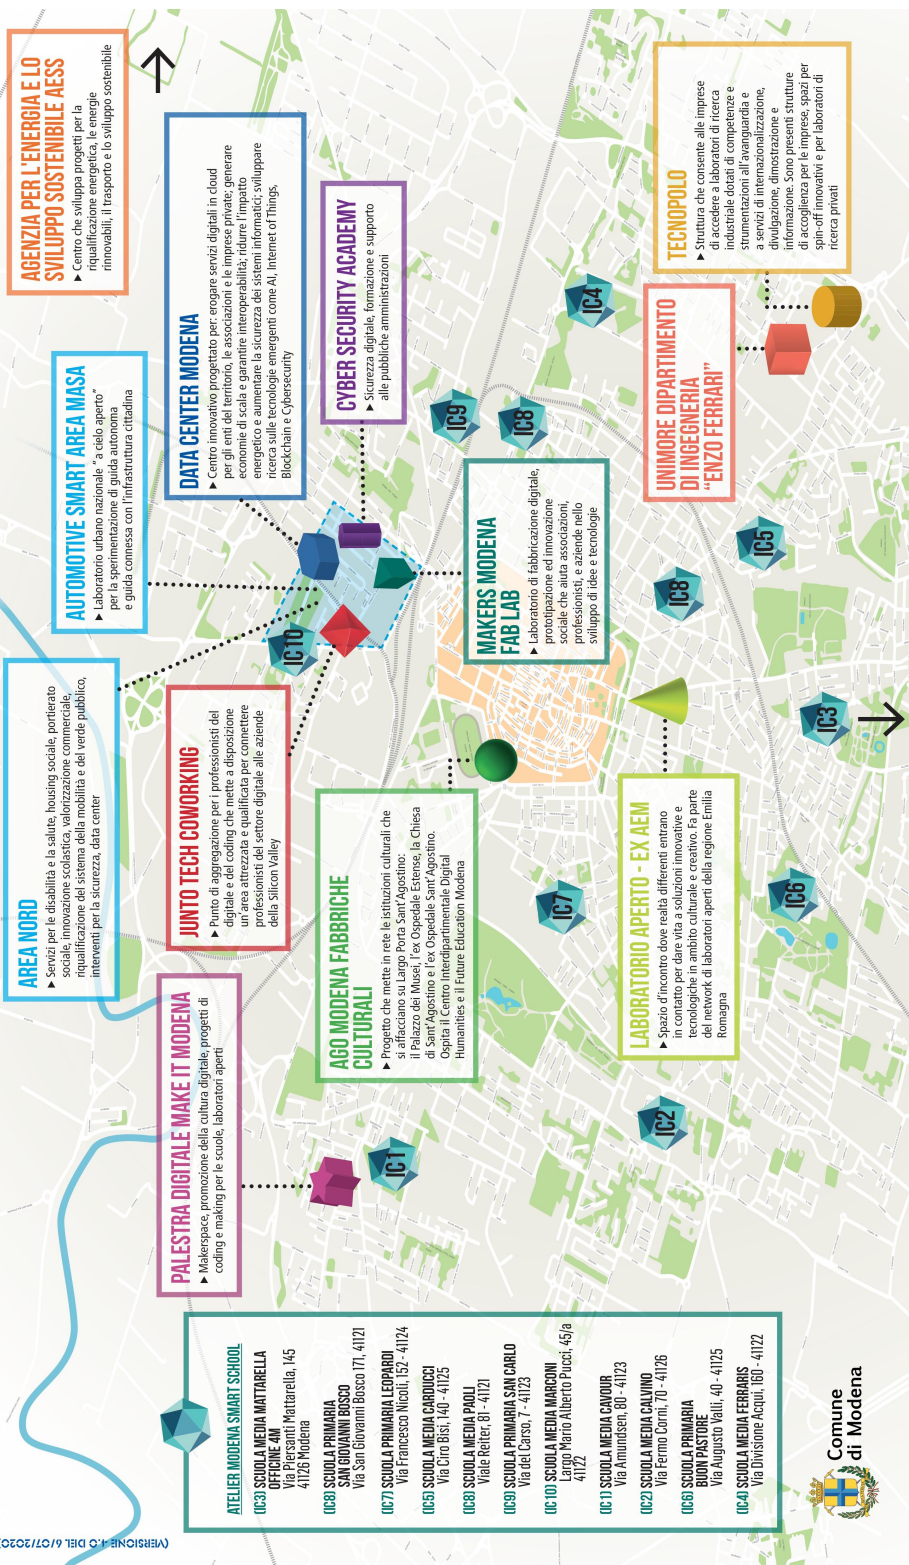 AGENZIA PER L'ENERGIA E LO
SVILUPPO SOSTENIBILE AESS
▶ Centro che sviluppa progetti per la
riqualificazione energetica, le energie
rinnovabili, il trasporto e lo sviluppo sostenibile
AUTOMOTIVE SMART AREA MASA
▶ Laboratorio urbano nazionale "a cielo aperto"
per la sperimentazione di guida autonoma
e guida connessa con l'infrastruttura cittadina
AREA NORD
▶ Servizi per le disabilità e la salute, housing sociale, portierato
sociale, innovazione scolastica, valorizzazione commerciale,
riqualificazione del sistema della mobilità e del verde pubblico,
interventi per la sicurezza, data center
DATA CENTER MODENA
▶ Centro innovativo progettato per: erogare servizi digitali in cloud
per gli enti del territorio, le associazioni e le imprese private; generare
economie di scala e garantire interoperabilità; ridurre l'impatto
energetico e aumentare la sicurezza dei sistemi informatici; sviluppare
ricerca sulle tecnologie emergenti come AI, Internet of Things,
Blockchain e Cybersecurity
JUNTO TECH COWORKING
▶ Punto di aggregazione per i professionisti del
digitale e del coding che mette a disposizione
un'area attrezzata e qualificata per connettere
professionisti del settore digitale alle aziende
della Silicon Valley
PALESTRA DIGITALE MAKE IT MODENA
▶ Makerspace, promozione della cultura digitale, progetti di
coding e making per le scuole, laboratori aperti
CYBER SECURITY ACADEMY
▶ Sicurezza digitale, formazione e supporto
alle pubbliche amministrazioni
AGO MODENA FABBRICHE
CULTURALI
▶ Progetto che mette in rete le istituzioni culturali che
si affacciano su Largo Porta Sant'Agostino:
il Palazzo dei Musei, l'ex Ospedale Estense, la Chiesa
di Sant'Agostino e l'ex Ospedale Sant'Agostino.
Ospita il Centro Interdipartimentale Digital
Humanities e il Future Education Modena
MAKERS MODENA
FAB LAB
▶ Laboratorio di fabbricazione digitale,
prototipazione ed innovazione
sociale che aiuta associazioni,
professionisti, e aziende nello
sviluppo di idee e tecnologie
LABORATORIO APERTO - EX AEM
▶ Spazio d'incontro dove realtà differenti entrano
in contatto per dare vita a soluzioni innovative e
tecnologiche in ambito culturale e creativo. Fa parte
del network di laboratori aperti della regione Emilia
Romagna
UNIMORE DIPARTIMENTO
DI INGEGNERIA
"ENZO FERRARI"
TECNOPOLO
▶ Struttura che consente alle imprese
di accedere a laboratori di ricerca
industriale dotati di competenze e
strumentazioni all'avanguardia e
a servizi di internazionalizzazione,
divulgazione, dimostrazione e
informazione. Sono presenti strutture
di accoglienza per le imprese, spazi per
spin-off innovativi e per laboratori di
ricerca privati
IC10
IC9
IC8
IC4
IC1
IC7
IC8
IC5
IC2
IC6
IC3
ATELIER MODENA SMART SCHOOL
(IC3) SCUOLA MEDIA MATTARELLA
OFFICINE 4M
Via Piersanti Mattarella, 145
41126 Modena
(IC8) SCUOLA PRIMARIA
SAN GIOVANNI BOSCO
Via San Giovanni Bosco 171, 41121
(IC7) SCUOLA PRIMARIA LEOPARDI
Via Francesco Nicoli, 152 - 41124
(IC5) SCUOLA MEDIA CARDUCCI
Via Ciro Bisi, 140 - 41125
(IC8) SCUOLA MEDIA PAOLI
Viale Reiter, 81 - 41121
(IC9) SCUOLA PRIMARIA SAN CARLO
Via del Carso, 7 - 41123
(IC10) SCUOLA MEDIA MARCONI
Largo Mario Alberto Pucci, 45/a
41122
(IC1) SCUOLA MEDIA CAVOUR
Via Amundsen, 80 - 41123
(IC2) SCUOLA MEDIA CALVINO
Via Fermo Corni, 70 - 41126
(IC6) SCUOLA PRIMARIA
BUON PASTORE
Via Augusto Valli, 40 - 41125
(IC4) SCUOLA MEDIA FERRARIS
Via Divisione Acqui, 160 - 41122
Comune
di Modena
(VERSIONE 4.0 DEL 6/07/2020)